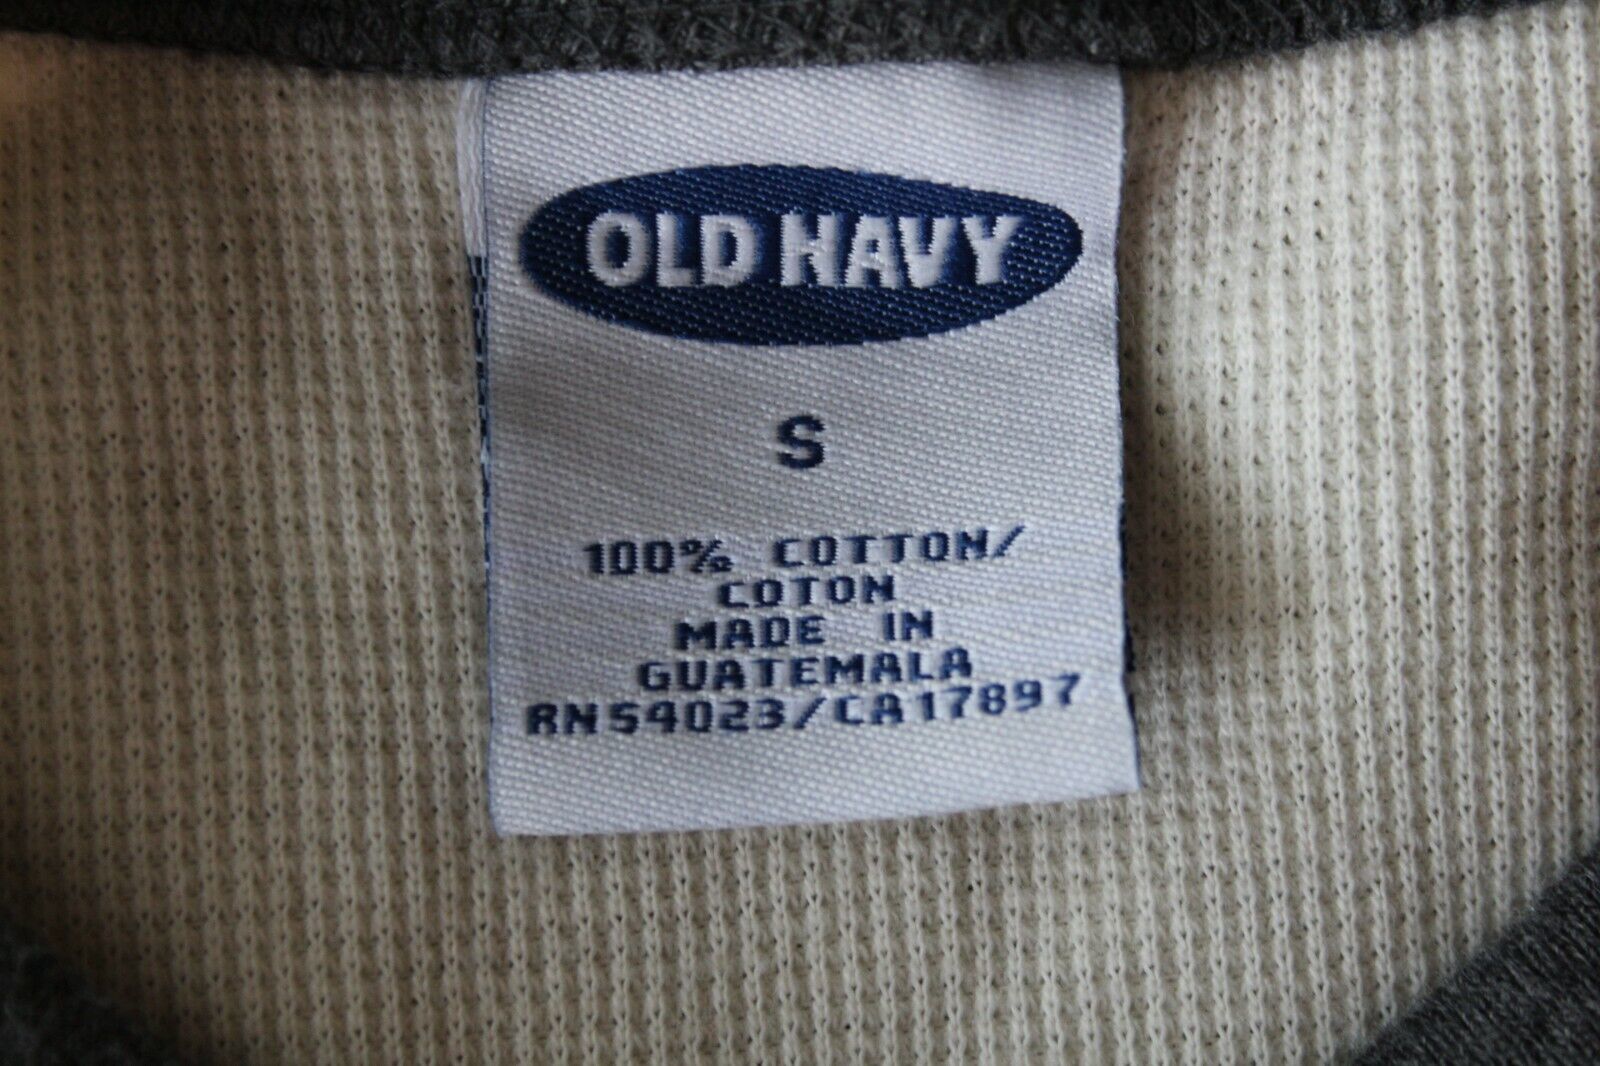 OLD NAVY
S
100% COTTON/
COTON
MADE IN
GUATEMALA
RN54023/CA17897